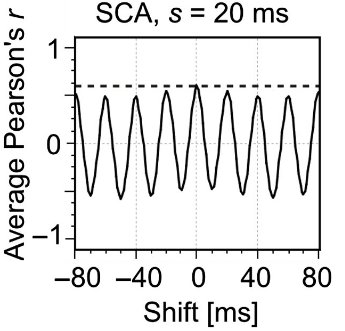 SCA, s = 20 ms
Average Pearson's r
1
0
−1
−80 −40 0 40 80
Shift [ms]